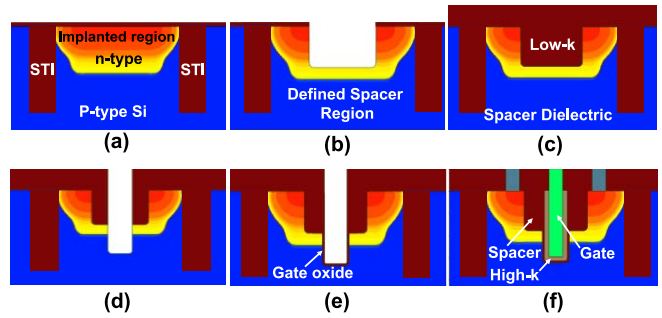 Implanted region
n-type
STI
STI
P-type Si
(a)
Defined Spacer
Region
(b)
Low-k
Spacer Dielectric
(c)
(d)
Gate oxide
(e)
Spacer
High-k
Gate
(f)